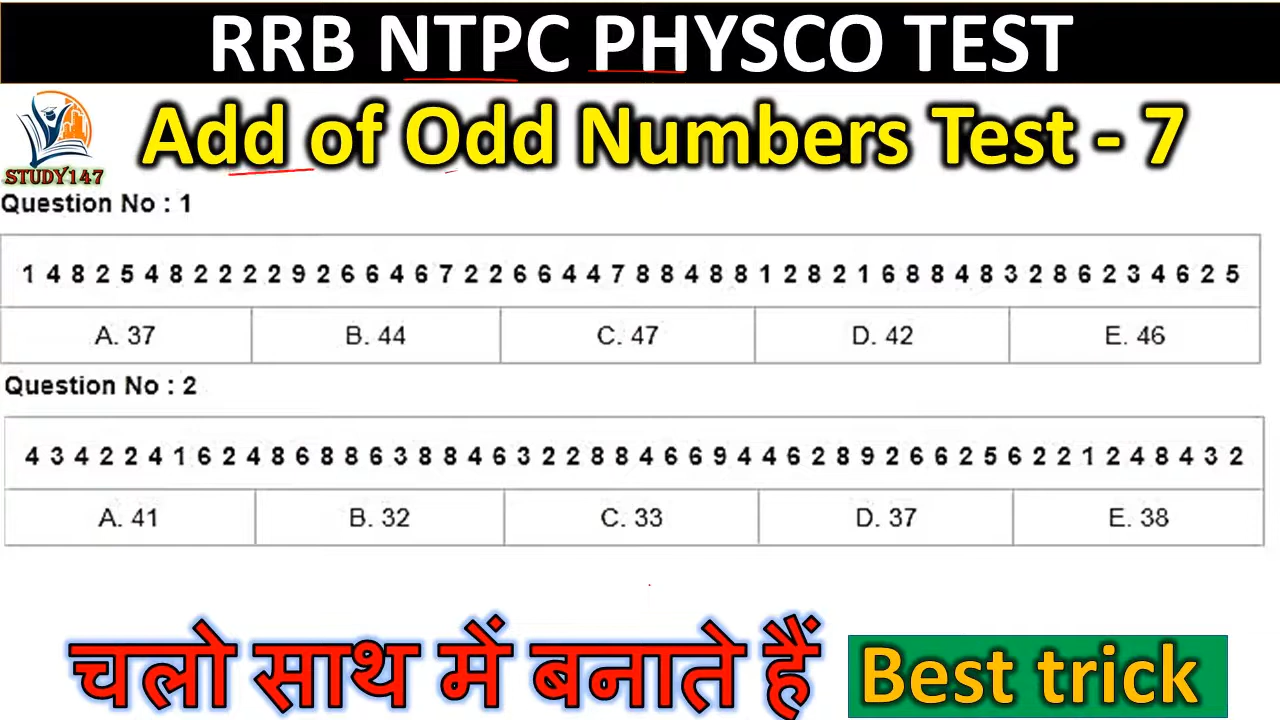 RRB NTPC PHYSCO TEST
Add of Odd Numbers Test - 7
STUDY147
Question No : 1
1 4 8 2 5 4 8 2 2 2 2 9 2 6 6 4 6 7 2 2 6 6 4 4 7 8 8 4 8 8 1 2 8 2 1 6 8 8 4 8 3 2 8 6 2 3 4 6 2 5
A. 37 B. 44 C. 47 D. 42 E. 46
Question No : 2
4 3 4 2 2 4 1 6 2 4 8 6 8 8 6 3 8 8 4 6 3 2 2 8 8 4 6 6 9 4 4 6 2 8 9 2 6 6 2 5 6 2 2 1 2 4 8 4 3 2
A. 41 B. 32 C. 33 D. 37 E. 38
चलो साथ में बनाते हैं
Best trick